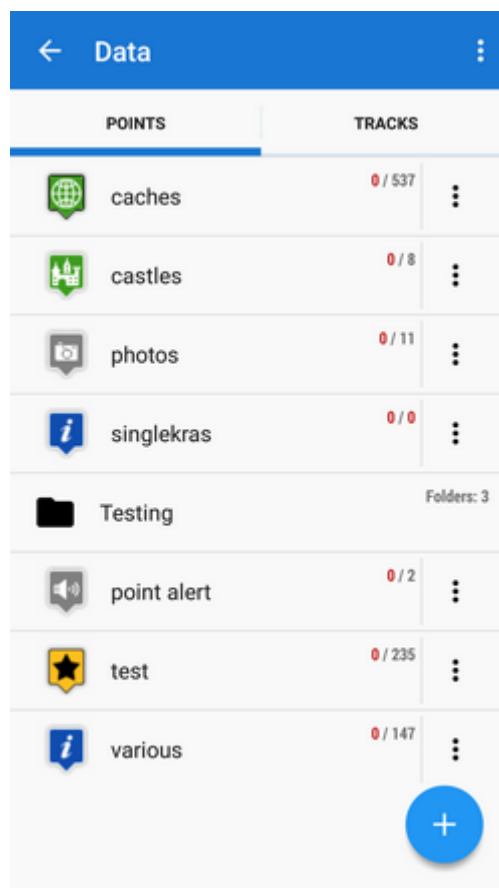 Data
POINTS
TRACKS
caches
0 / 537
castles
0 / 8
photos
0 / 11
singlekras
0 / 0
Testing
Folders: 3
point alert
0 / 2
test
0 / 235
various
0 / 147